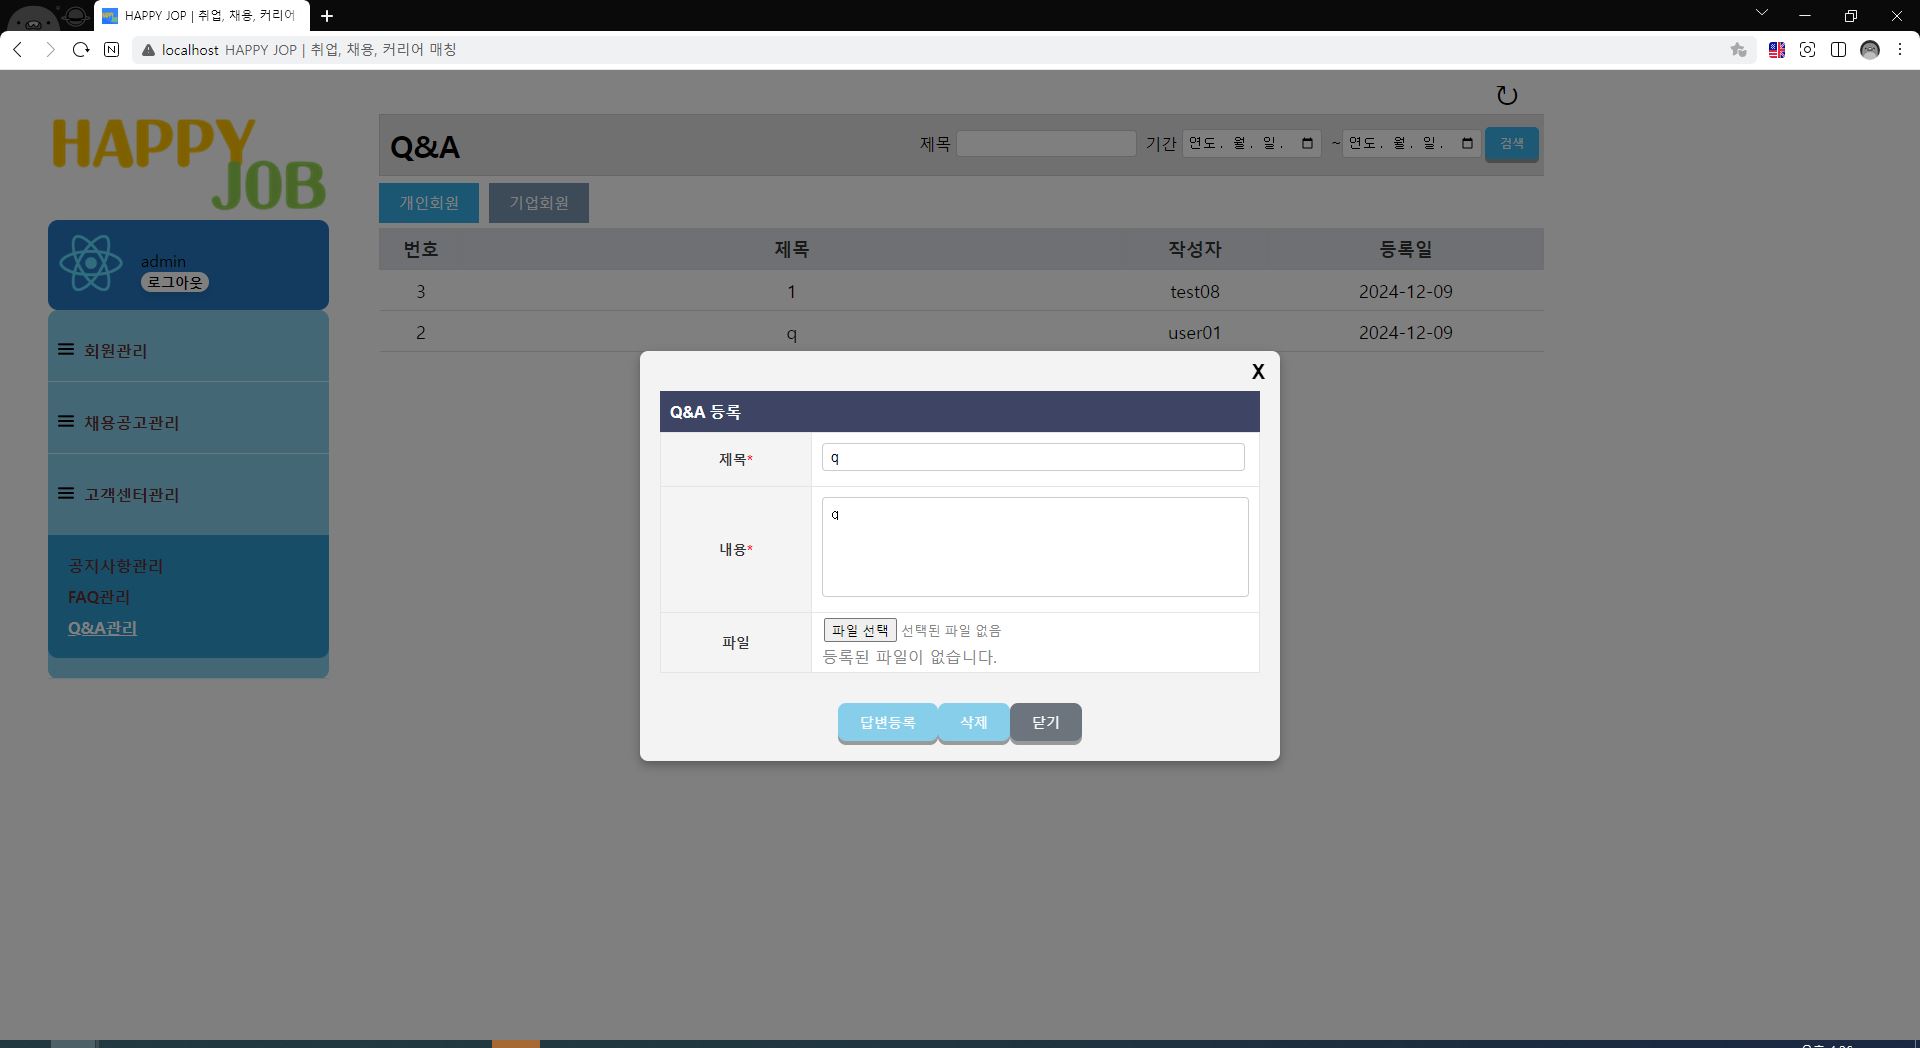 HAPPY JOP | 취업, 채용, 커리어
localhost HAPPY JOP | 취업, 채용, 커리어 매칭
HAPPY
JOB
admin
로그아웃
회원관리
채용공고관리
고객센터관리
공지사항관리
FAQ관리
Q&A관리
Q&A 제목 기간 연도. 월. 일. ~ 연도. 월. 일. 검색
개인회원 기업회원
번호 제목 작성자 등록일
3 1 test08 2024-12-09
2 q user01 2024-12-09
X
Q&A 등록
제목* q
내용* q
파일 파일 선택 선택된 파일 없음
등록된 파일이 없습니다.
답변등록 삭제 닫기